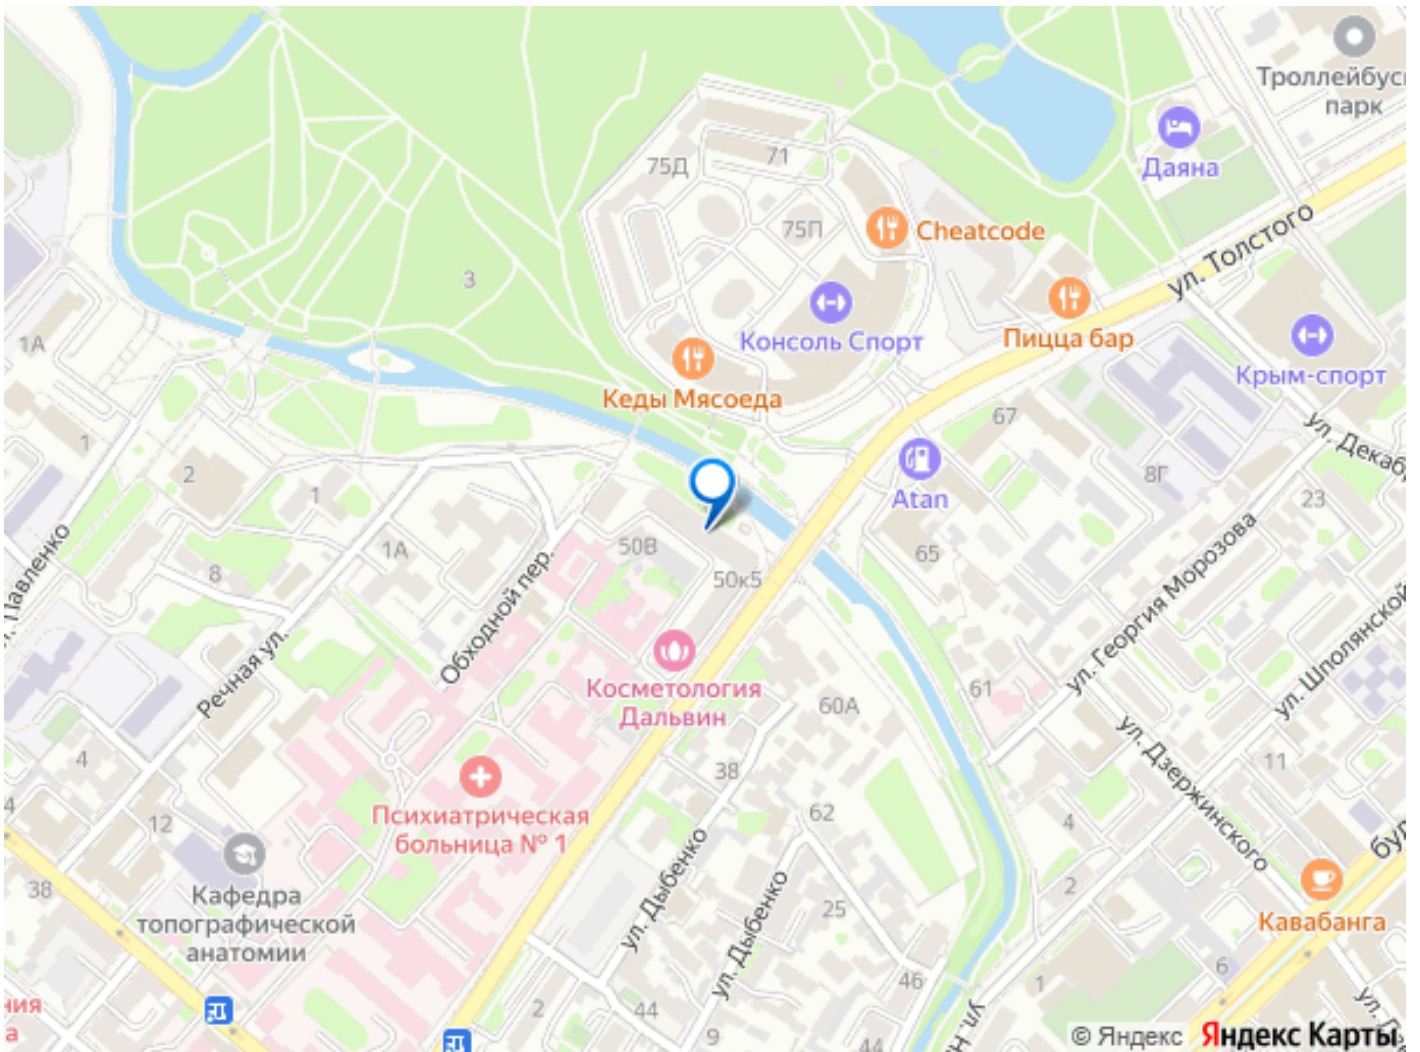 Троллейбус
парк
Даяна
75Д
71
75П
Cheatcode
ул. Толстого
3
Консоль Спорт
Пицца бар
1А
Кеды Мясоеда
Крым-спорт
67
ул. Декаб
1
2
1
Atan
8Г
23
1А
50В
65
ул. Георгия Морозова
8
50к5
Павленко
Обходной пер.
ул. Шполянской
Речная ул.
Косметология
Дальвин
60А
61
ул. Дзержинского
4
38
11
Психиатрическая
больница № 1
62
4
12
4
бул
ул. Дыбенко
ул. Дыбенко
38
Кафедра
топографической
анатомии
25
2
Кавабанга
46
1
6
ния
а
2
44
9
44
© Яндекс Яндекс Карты